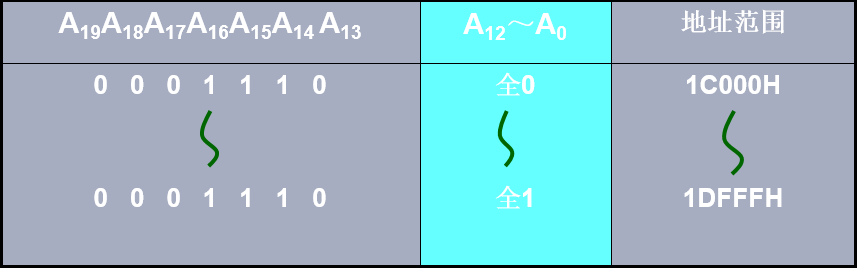 A₁₉A₁₈A₁₇A₁₆A₁₅A₁₄ A₁₃ A₁₂～A₀ 地址范围
0 0 0 1 1 1 0 全0 1C000H
0 0 0 1 1 1 0 全1 1DFFFH